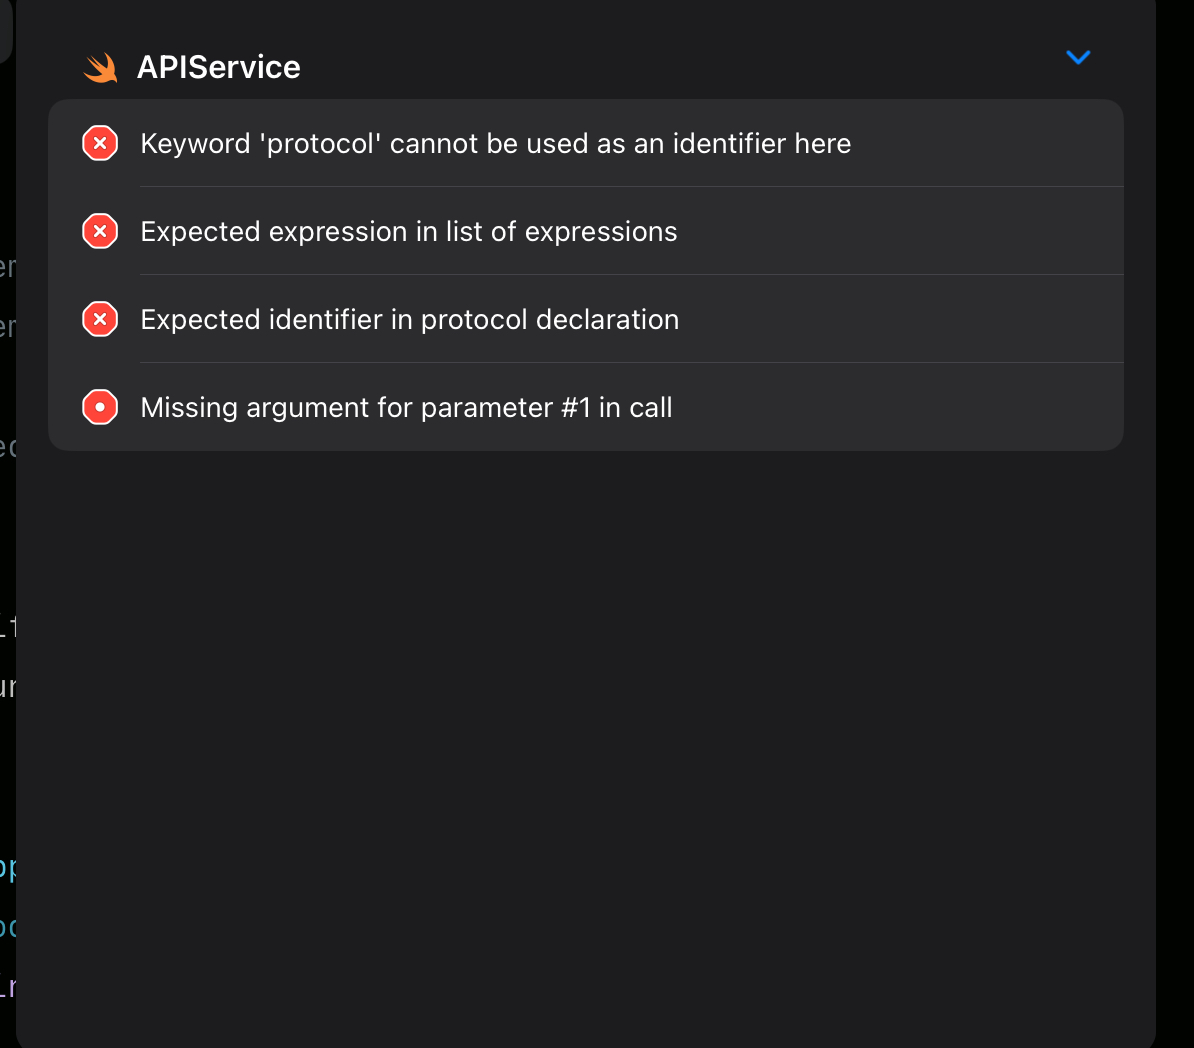 APIService
Keyword 'protocol' cannot be used as an identifier here
Expected expression in list of expressions
Expected identifier in protocol declaration
Missing argument for parameter #1 in call